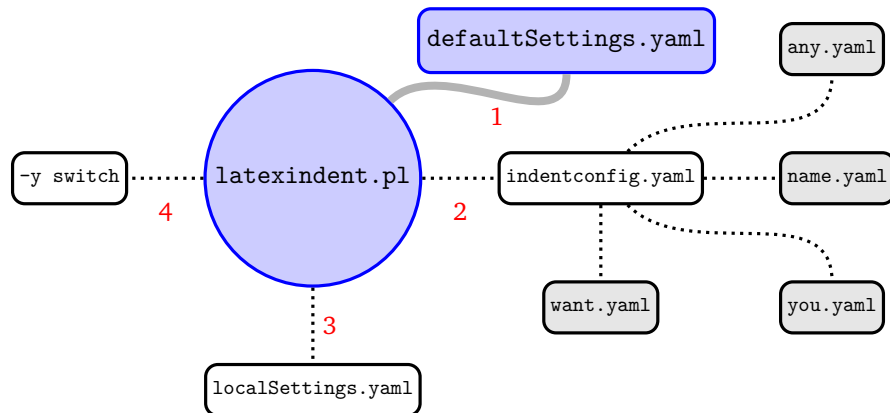 defaultSettings.yaml
any.yaml
1
-y switch
latexindent.pl
indentconfig.yaml
name.yaml
4
2
want.yaml
you.yaml
3
localSettings.yaml